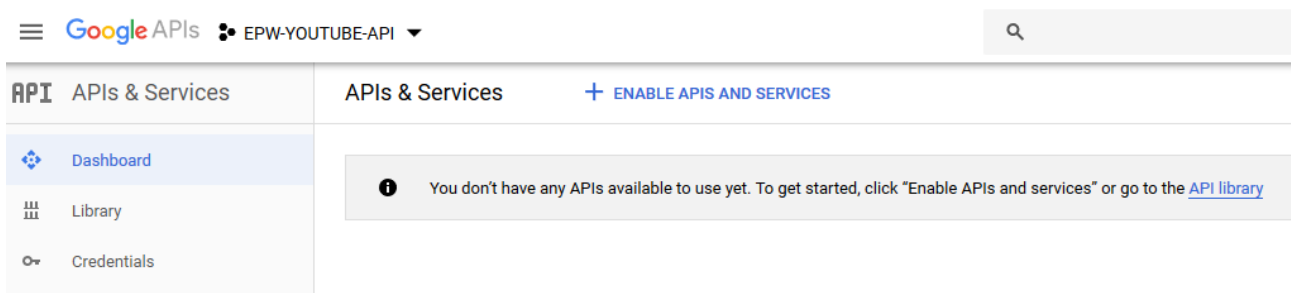 Google APIs EPW-YOUTUBE-API
API APIs & Services
APIs & Services + ENABLE APIS AND SERVICES
Dashboard
You don't have any APIs available to use yet. To get started, click "Enable APIs and services" or go to the API library
Library
Credentials